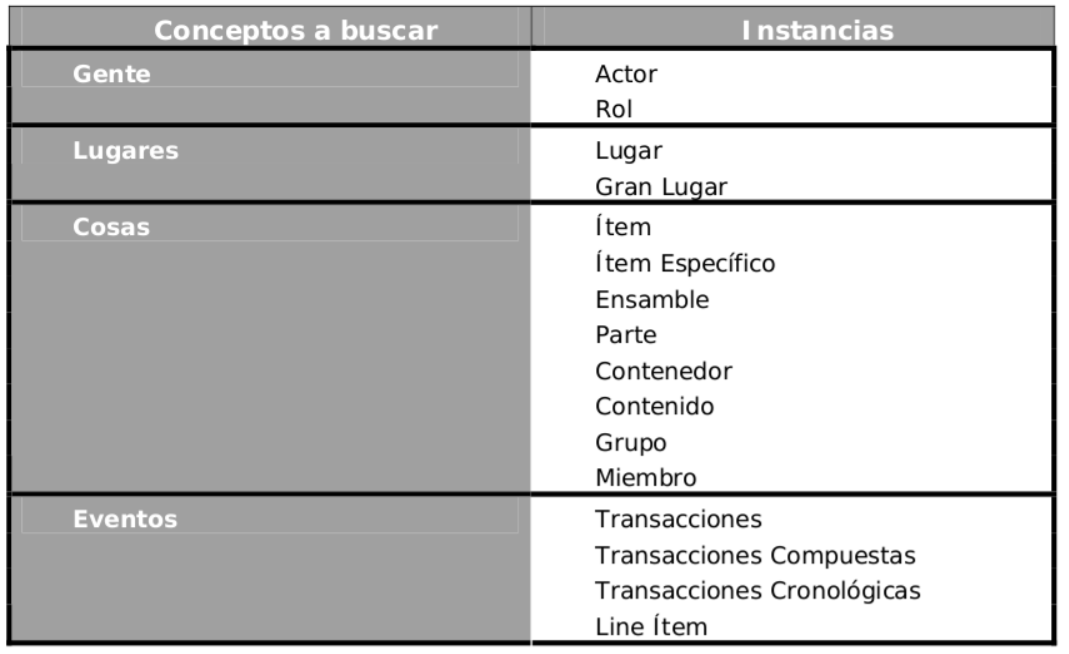 Conceptos a buscar Instancias
Gente Actor
Rol
Lugares Lugar
Gran Lugar
Cosas Ítem
Ítem Específico
Ensamble
Parte
Contenedor
Contenido
Grupo
Miembro
Eventos Transacciones
Transacciones Compuestas
Transacciones Cronológicas
Line Ítem